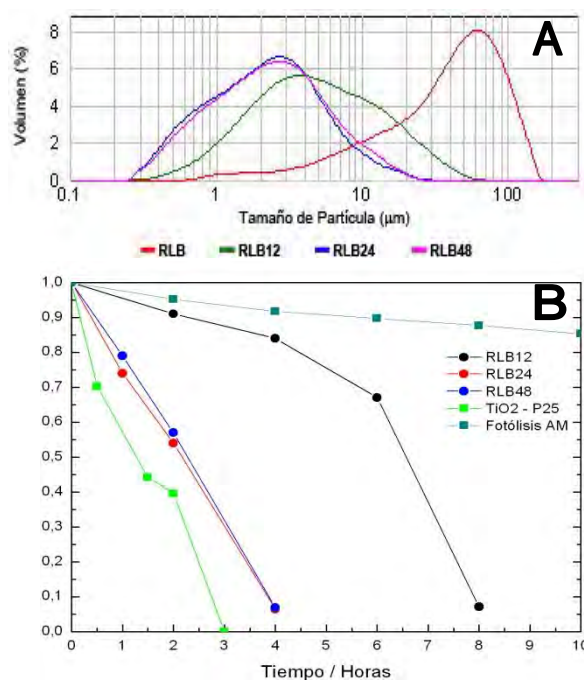 A
8
6
4
2
0
Volumen (%)
0.1 1 10 100
Tamaño de Partícula (µm)
RLB RLB12 RLB24 RLB48
B
1,0
0,9
0,8
0,7
0,6
0,5
0,4
0,3
0,2
0,1
0,0
RLB12
RLB24
RLB48
TiO2 - P25
Fotólisis AM
0 1 2 3 4 5 6 7 8 9 10
Tiempo / Horas